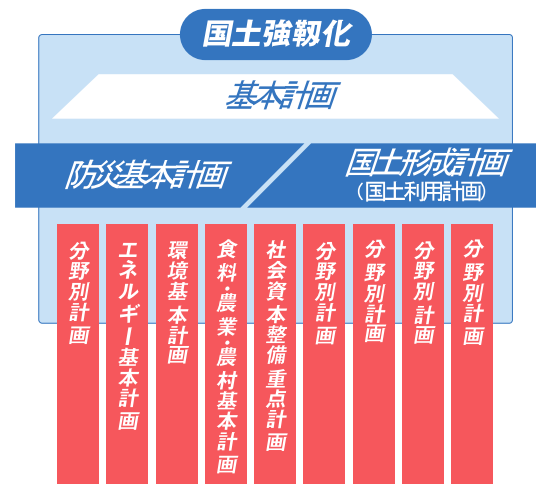 国土強靱化
基本計画
防災基本計画
国土形成計画
（国土利用計画）
分野別計画
エネルギー基本計画
環境基本計画
食料・農業・農村基本計画
社会資本整備重点計画
分野別計画
分野別計画
分野別計画
分野別計画